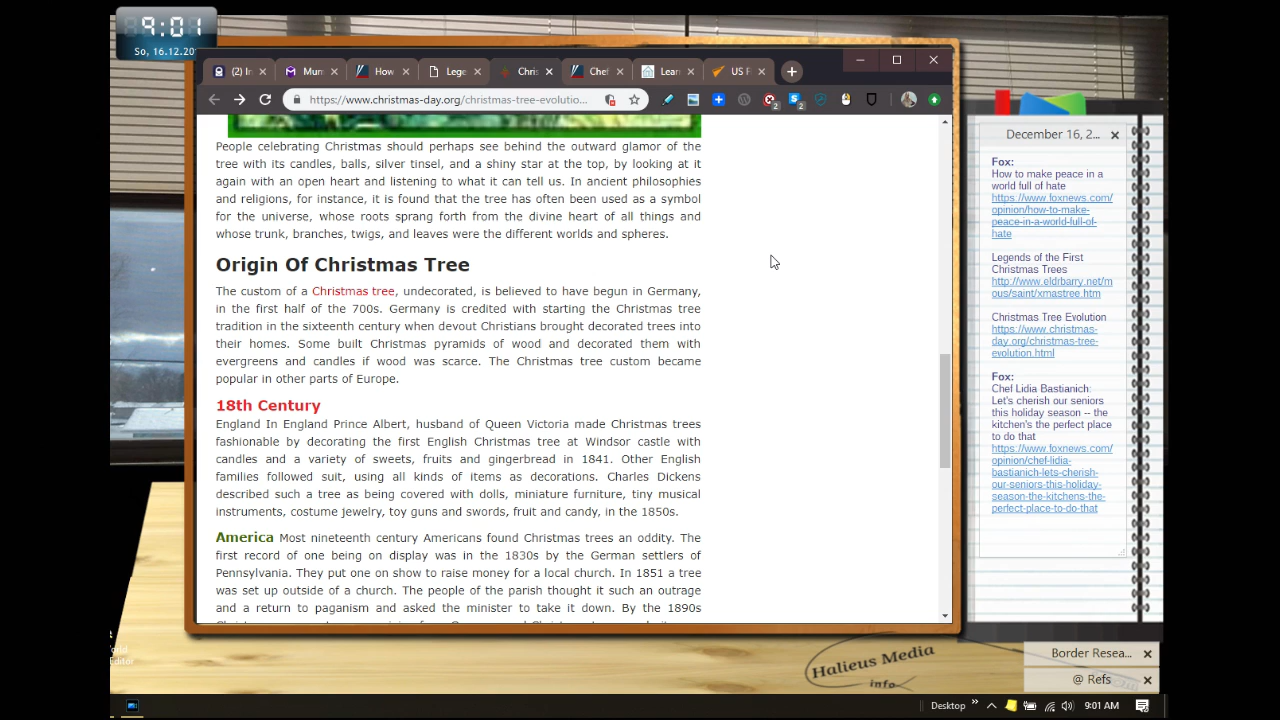 9:01
So, 16.12.20
(2) I
Mur
How
Lege
Chris
Chef
Lear
US F
https://www.christmas-day.org/christmas-tree-evolutio...
2
2
People celebrating Christmas should perhaps see behind the outward glamor of the
tree with its candles, balls, silver tinsel, and a shiny star at the top, by looking at it
again with an open heart and listening to what it can tell us. In ancient philosophies
and religions, for instance, it is found that the tree has often been used as a symbol
for the universe, whose roots sprang forth from the divine heart of all things and
whose trunk, branches, twigs, and leaves were the different worlds and spheres.
Origin Of Christmas Tree
The custom of a Christmas tree, undecorated, is believed to have begun in Germany,
in the first half of the 700s. Germany is credited with starting the Christmas tree
tradition in the sixteenth century when devout Christians brought decorated trees into
their homes. Some built Christmas pyramids of wood and decorated them with
evergreens and candles if wood was scarce. The Christmas tree custom became
popular in other parts of Europe.
18th Century
England In England Prince Albert, husband of Queen Victoria made Christmas trees
fashionable by decorating the first English Christmas tree at Windsor castle with
candles and a variety of sweets, fruits and gingerbread in 1841. Other English
families followed suit, using all kinds of items as decorations. Charles Dickens
described such a tree as being covered with dolls, miniature furniture, tiny musical
instruments, costume jewelry, toy guns and swords, fruit and candy, in the 1850s.
America Most nineteenth century Americans found Christmas trees an oddity. The
first record of one being on display was in the 1830s by the German settlers of
Pennsylvania. They put one on show to raise money for a local church. In 1851 a tree
was set up outside of a church. The people of the parish thought it such an outrage
and a return to paganism and asked the minister to take it down. By the 1890s
December 16, 2...
Fox:
How to make peace in a
world full of hate
https://www.foxnews.com/
opinion/how-to-make-
peace-in-a-world-full-of-
hate
Legends of the First
Christmas Trees
http://www.eldrbarry.net/m
ous/saint/xmastree.htm
Christmas Tree Evolution
https://www.christmas-
day.org/christmas-tree-
evolution.html
Fox:
Chef Lidia Bastianich:
Let's cherish our seniors
this holiday season -- the
kitchen's the perfect place
to do that
https://www.foxnews.com/
opinion/chef-lidia-
bastianich-lets-cherish-
our-seniors-this-holiday-
season-the-kitchens-the-
perfect-place-to-do-that
Border Resea...
@ Refs
Halieus Media
info
orld
Editor
Desktop
9:01 AM